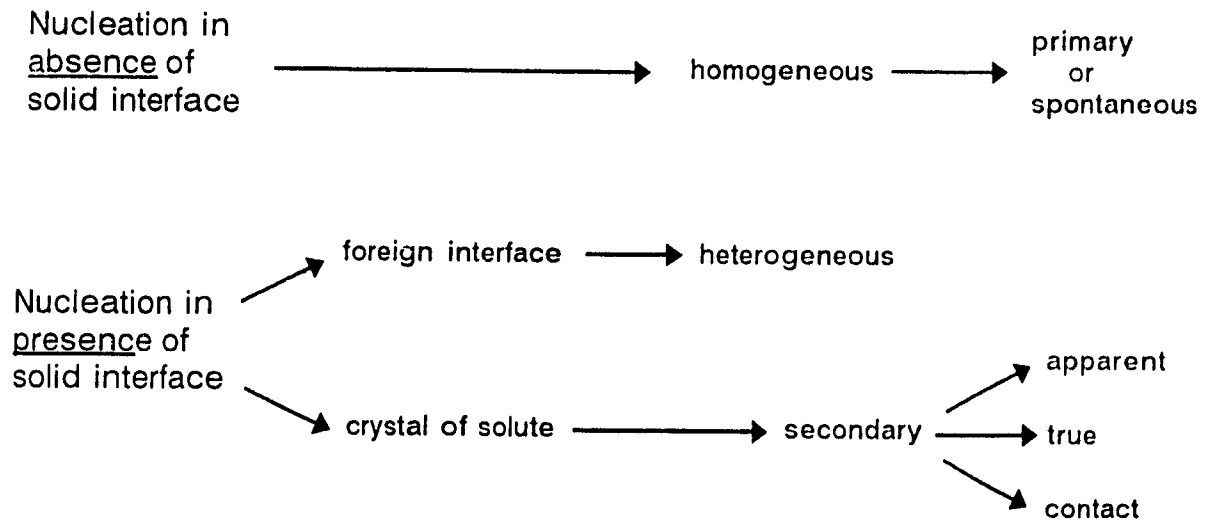 Nucleation in
absence of
solid interface
homogeneous
primary
or
spontaneous
foreign interface
heterogeneous
Nucleation in
presence of
solid interface
crystal of solute
secondary
apparent
true
contact